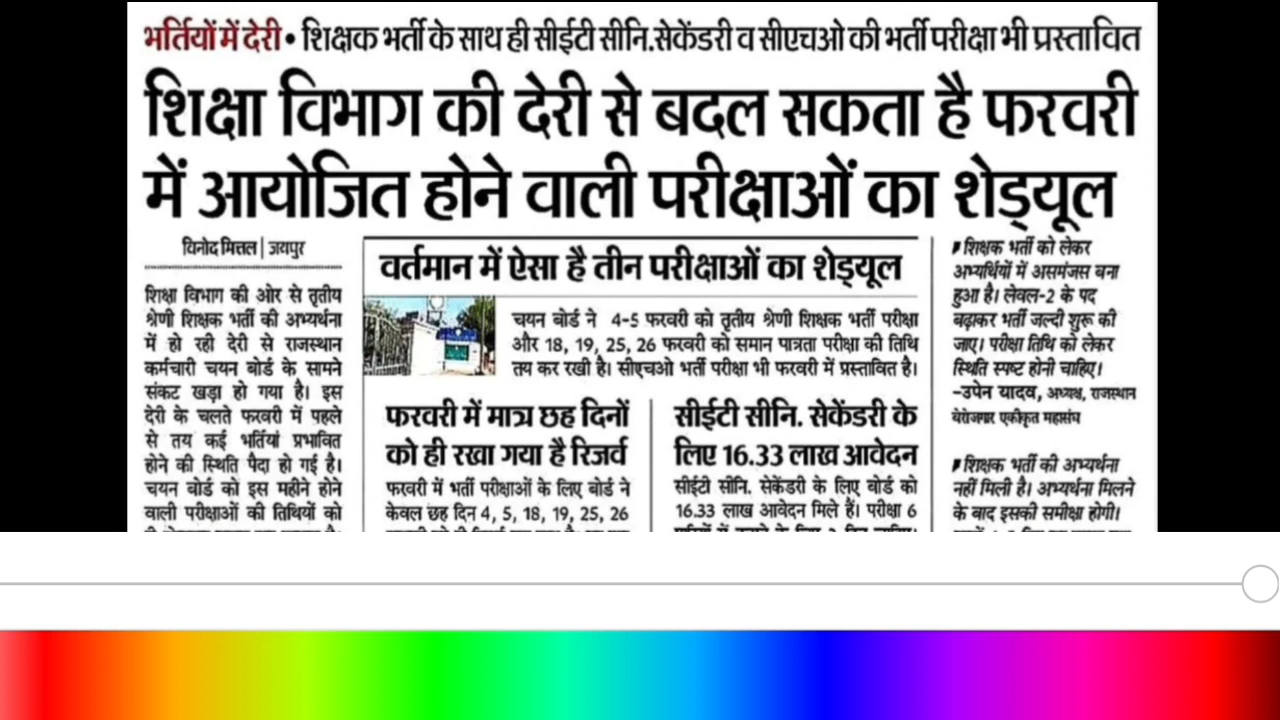 भर्तियों में देरी • शिक्षक भर्ती के साथ ही सीईटी सीनि.सेकेंडरी व सीएचओ की भर्ती परीक्षा भी प्रस्तावित
शिक्षा विभाग की देरी से बदल सकता है फरवरी
में आयोजित होने वाली परीक्षाओं का शेड्यूल
विनोद मित्तल | जयपुर
शिक्षा विभाग की ओर से तृतीय
श्रेणी शिक्षक भर्ती की अभ्यर्थना
में हो रही देरी से राजस्थान
कर्मचारी चयन बोर्ड के सामने
संकट खड़ा हो गया है। इस
देरी के चलते फरवरी में पहले
से तय कई भर्तियां प्रभावित
होने की स्थिति पैदा हो गई है।
चयन बोर्ड को इस महीने होने
वाली परीक्षाओं की तिथियों को
वर्तमान में ऐसा है तीन परीक्षाओं का शेड्यूल
चयन बोर्ड ने 4-5 फरवरी को तृतीय श्रेणी शिक्षक भर्ती परीक्षा
और 18, 19, 25, 26 फरवरी को समान पात्रता परीक्षा की तिथि
तय कर रखी है। सीएचओ भर्ती परीक्षा भी फरवरी में प्रस्तावित है।
फरवरी में मात्र छह दिनों
को ही रखा गया है रिजर्व
फरवरी में भर्ती परीक्षाओं के लिए बोर्ड ने
केवल छह दिन 4, 5, 18, 19, 25, 26
सीईटी सीनि. सेकेंडरी के
लिए 16.33 लाख आवेदन
सीईटी सीनि. सेकेंडरी के लिए बोर्ड को
16.33 लाख आवेदन मिले हैं। परीक्षा 6
शिक्षक भर्ती को लेकर
अभ्यर्थियों में असमंजस बना
हुआ है। लेवल-2 के पद
बढ़ाकर भर्ती जल्दी शुरू की
जाए। परीक्षा तिथि को लेकर
स्थिति स्पष्ट होनी चाहिए।
-उपेन यादव, अध्यक्ष, राजस्थान
बेरोजगार एकीकृत महासंघ
शिक्षक भर्ती की अभ्यर्थना
नहीं मिली है। अभ्यर्थना मिलने
के बाद इसकी समीक्षा होगी।